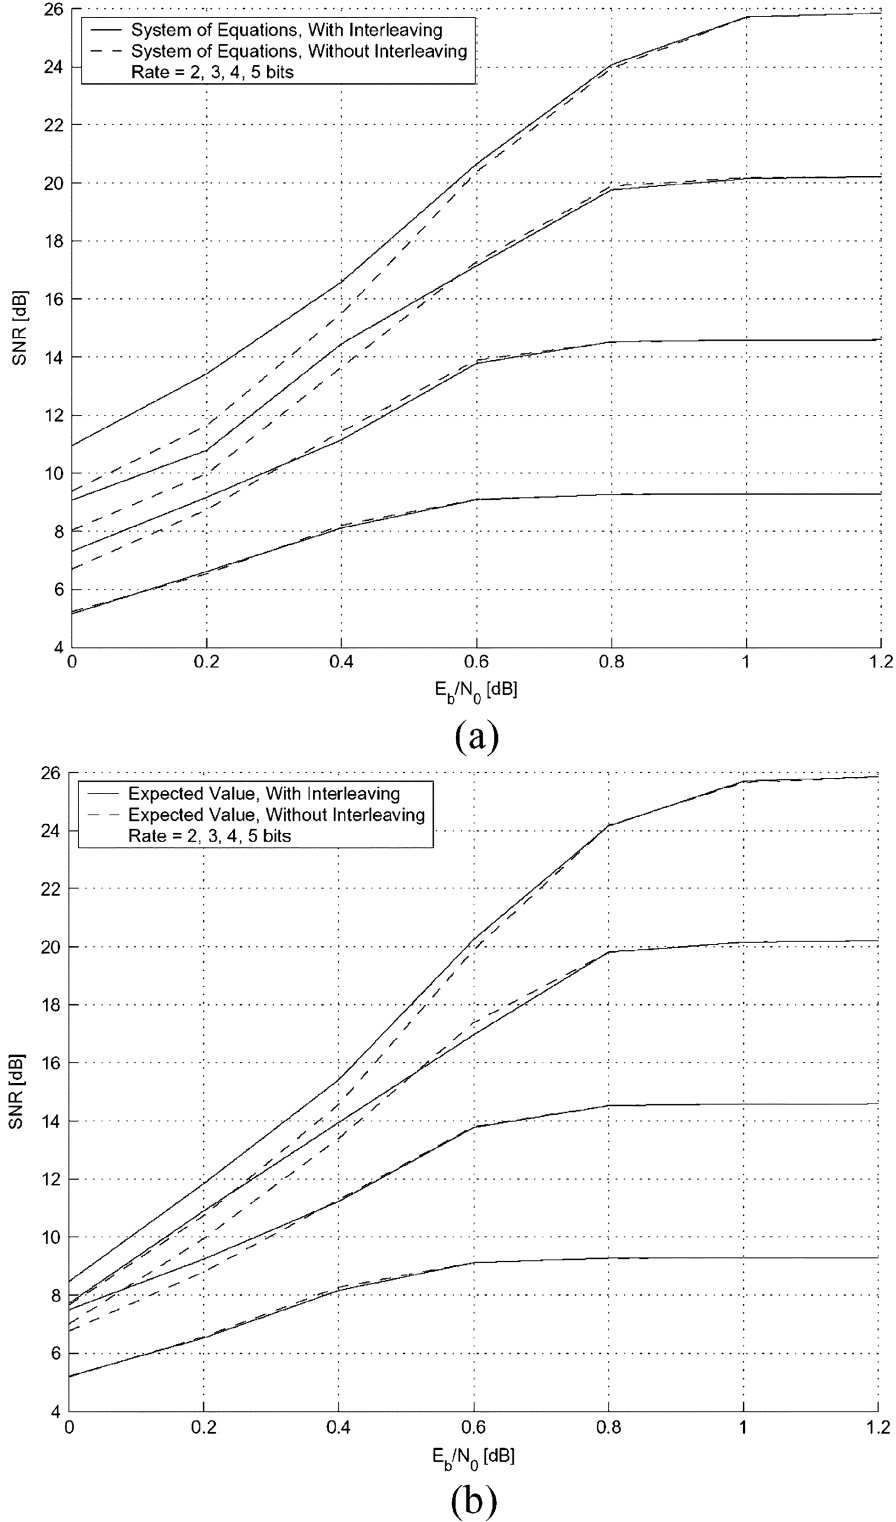 26
24
22
20
18
16
14
12
10
8
6
4
SNR [dB]
System of Equations, With Interleaving
System of Equations, Without Interleaving
Rate = 2, 3, 4, 5 bits
0 0.2 0.4 0.6 0.8 1 1.2
E_b/N_0 [dB]
(a)
26
24
22
20
18
16
14
12
10
8
6
4
SNR [dB]
Expected Value, With Interleaving
Expected Value, Without Interleaving
Rate = 2, 3, 4, 5 bits
0 0.2 0.4 0.6 0.8 1 1.2
E_b/N_0 [dB]
(b)